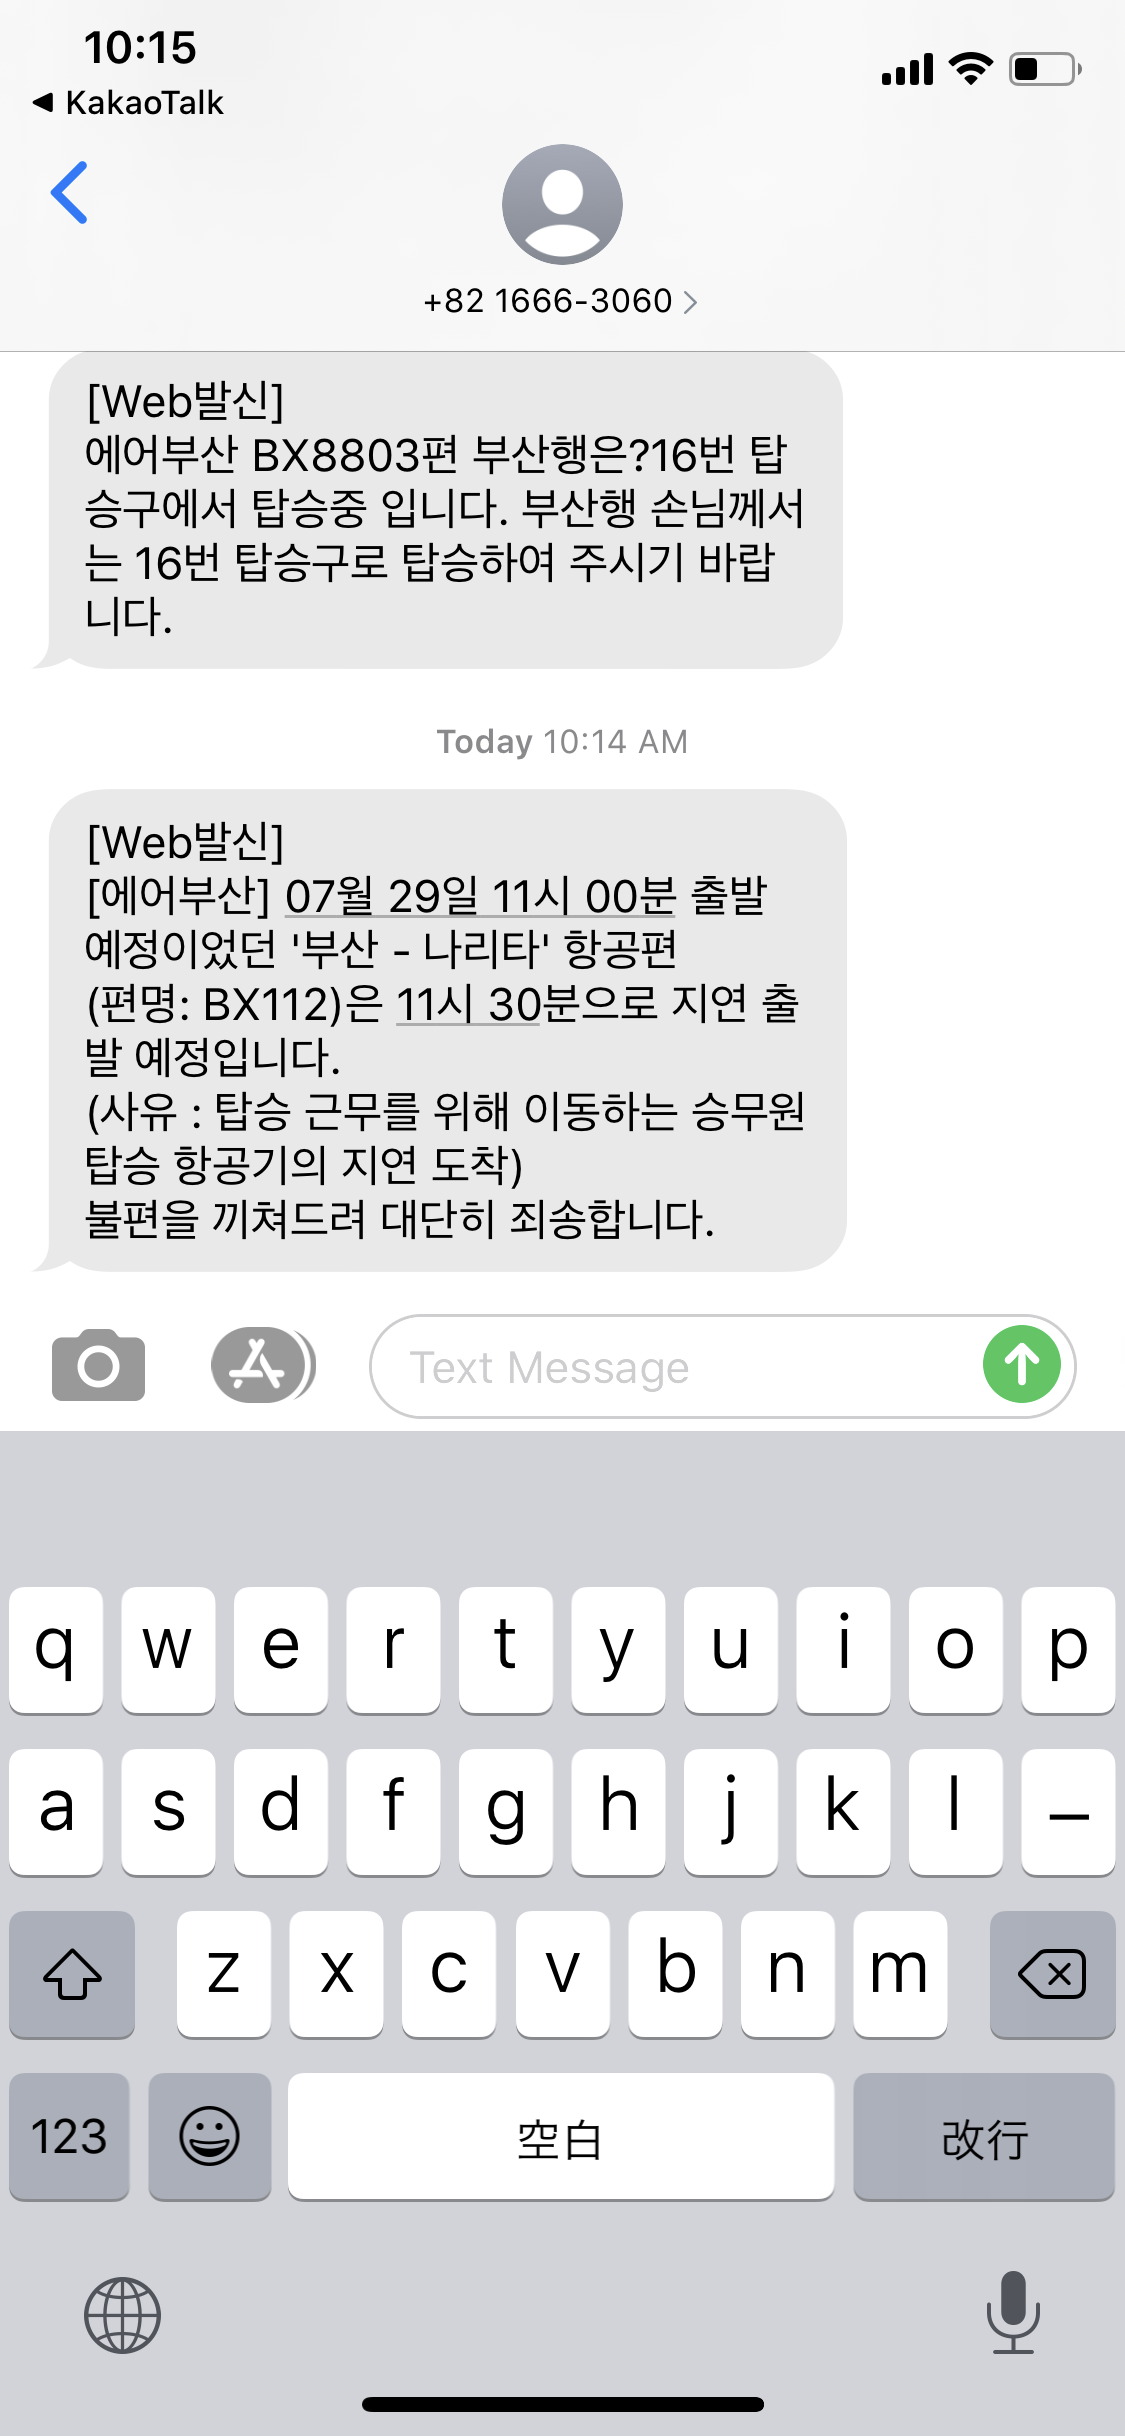 10:15
◀ KakaoTalk
+82 1666-3060
[Web발신]
에어부산 BX8803편 부산행은?16번 탑
승구에서 탑승중 입니다. 부산행 손님께서
는 16번 탑승구로 탑승하여 주시기 바랍
니다.
Today 10:14 AM
[Web발신]
[에어부산] 07월 29일 11시 00분 출발
예정이었던 '부산 - 나리타' 항공편
(편명: BX112)은 11시 30분으로 지연 출
발 예정입니다.
(사유 : 탑승 근무를 위해 이동하는 승무원
탑승 항공기의 지연 도착)
불편을 끼쳐드려 대단히 죄송합니다.
Text Message
q w e r t y u i o p
a s d f g h j k l _
z x c v b n m
123 空白 改行